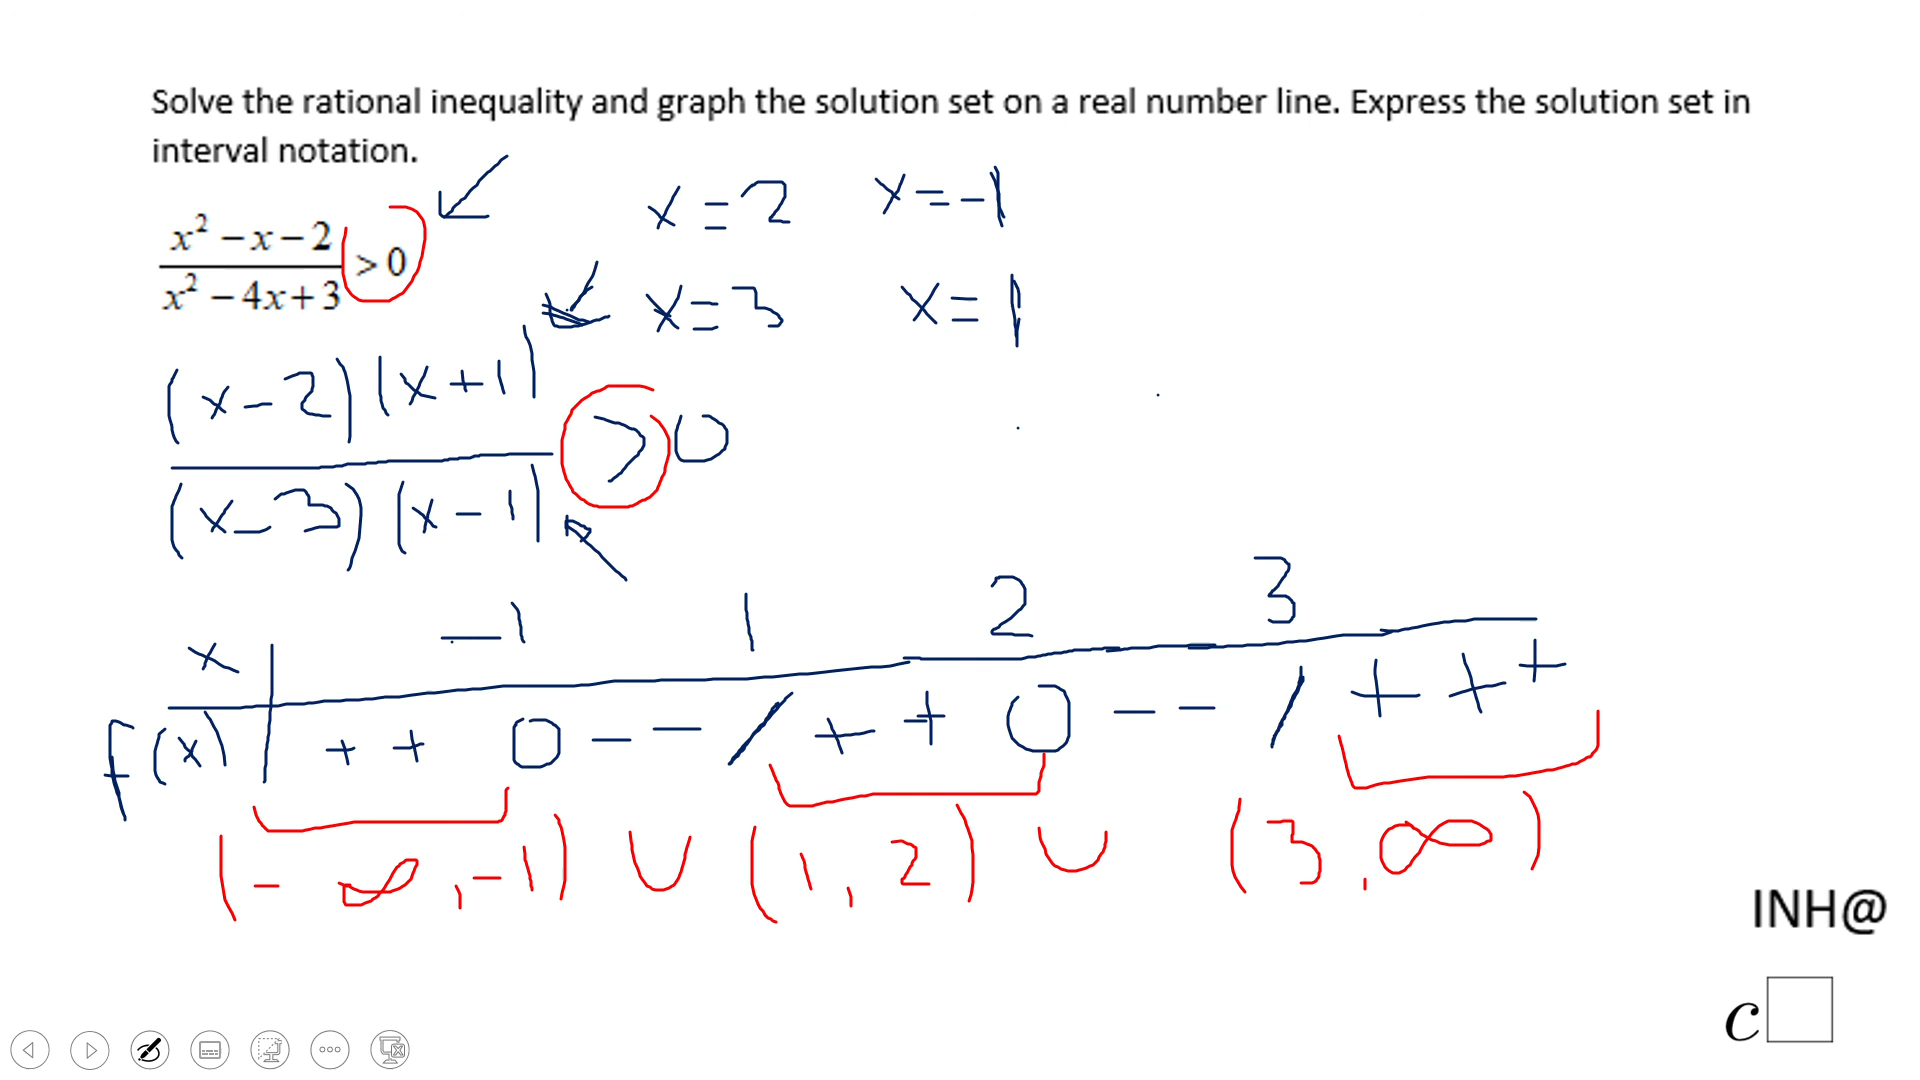 Solve the rational inequality and graph the solution set on a real number line. Express the solution set in
interval notation.
x² − x − 2 / x² − 4x + 3 > 0
x = 2 x = -1
x = 3 x = 1
(x - 2)(x + 1) / (x - 3)(x - 1) > 0
x -1 1 2 3
f(x) + + 0 - - / + + 0 - - / + + +
(-∞, -1) ∪ (1, 2) ∪ (3, ∞)
INH@
c□